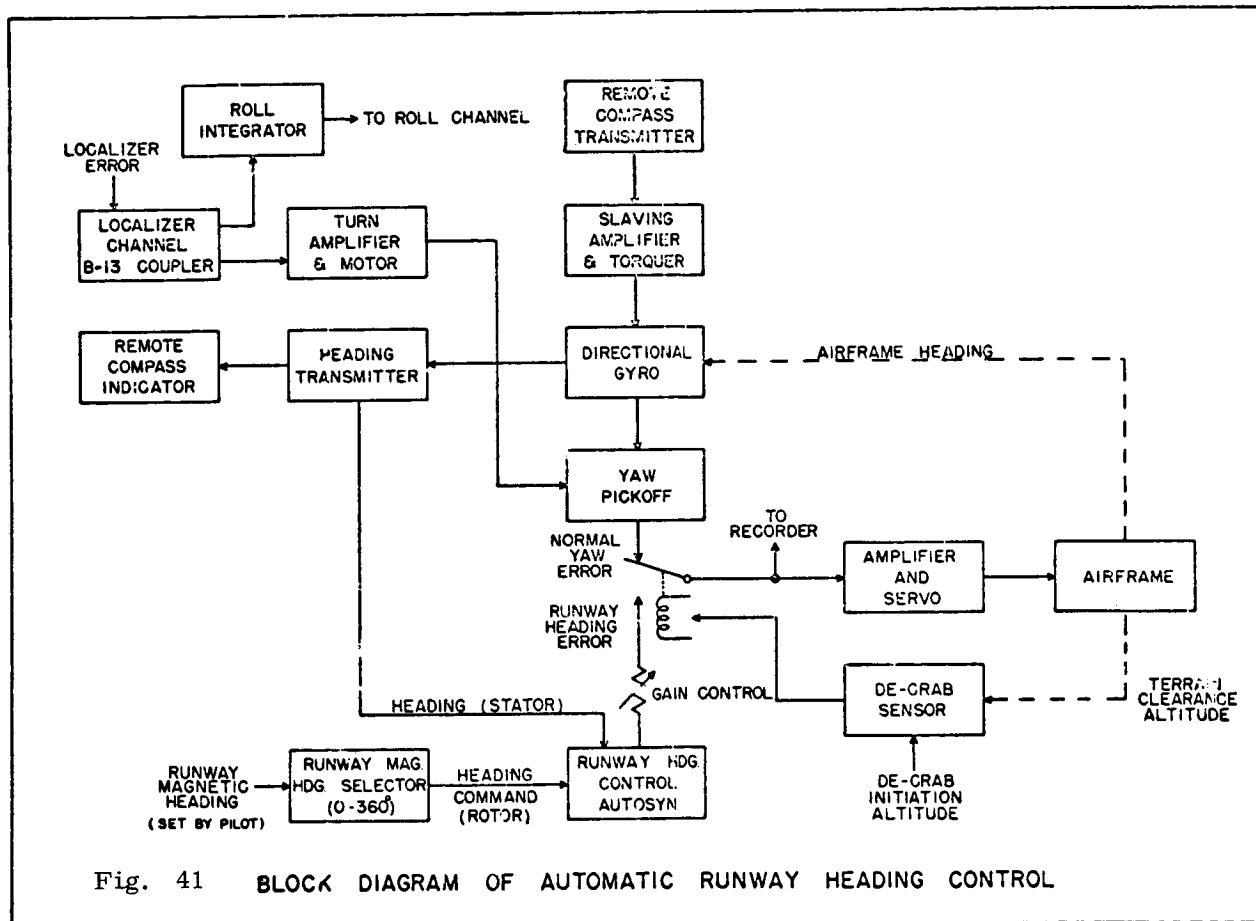 ROLL
INTEGRATOR
TO ROLL CHANNEL
REMOTE
COMPASS
TRANSMITTER
LOCALIZER
ERROR
LOCALIZER
CHANNEL
B-13 COUPLER
TURN
AMPLIFIER
& MOTOR
SLAVING
AMPLIFIER
& TORQUER
REMOTE
COMPASS
INDICATOR
HEADING
TRANSMITTER
DIRECTIONAL
GYRO
AIRFRAME HEADING
YAW
PICKOFF
NORMAL
YAW
ERROR
TO
RECORDER
AMPLIFIER
AND
SERVO
AIRFRAME
RUNWAY
HEADING
ERROR
GAIN CONTROL
DE-CRAB
SENSOR
TERRAIN
CLEARANCE
ALTITUDE
HEADING (STATOR)
RUNWAY
MAGNETIC
HEADING
(SET BY PILOT)
RUNWAY MAG.
HDG. SELECTOR
(0-360°)
HEADING
COMMAND
(ROTOR)
RUNWAY HDG.
CONTROL
AUTOSYN
DE-CRAB
INITIATION
ALTITUDE
Fig. 41 BLOCK DIAGRAM OF AUTOMATIC RUNWAY HEADING CONTROL